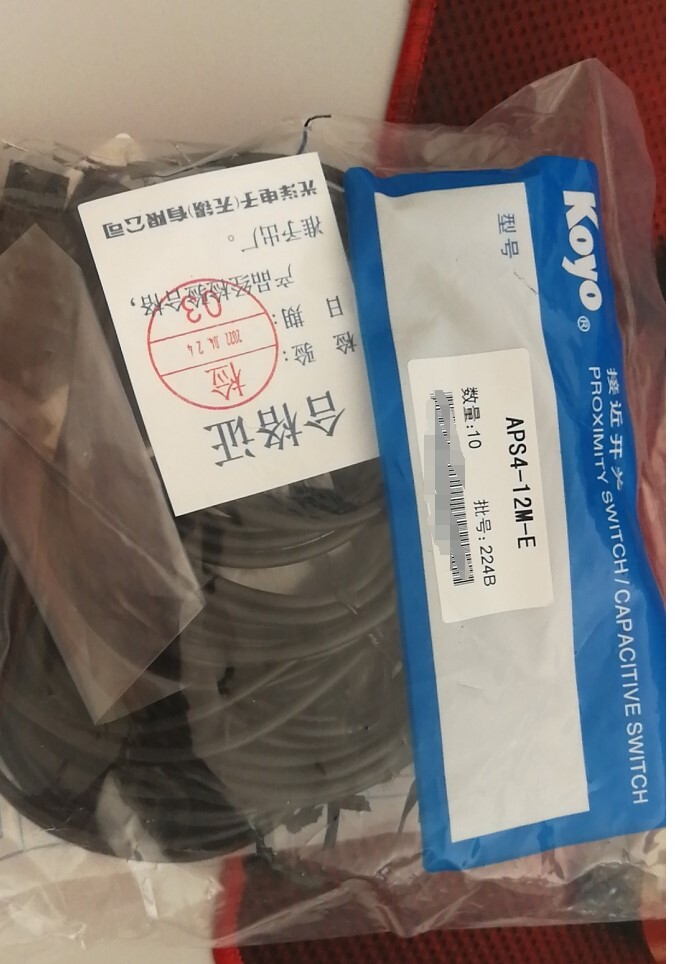 Koyo®
接近开关
PROXIMITY SWITCH/CAPACITIVE SWITCH
型号
APS4-12M-E
数量:10
批号:224B
合格证
检验:
日期:
产品经检验合格，
准予出厂。
光洋电子(无锡)有限公司
检
2022.04.24
03